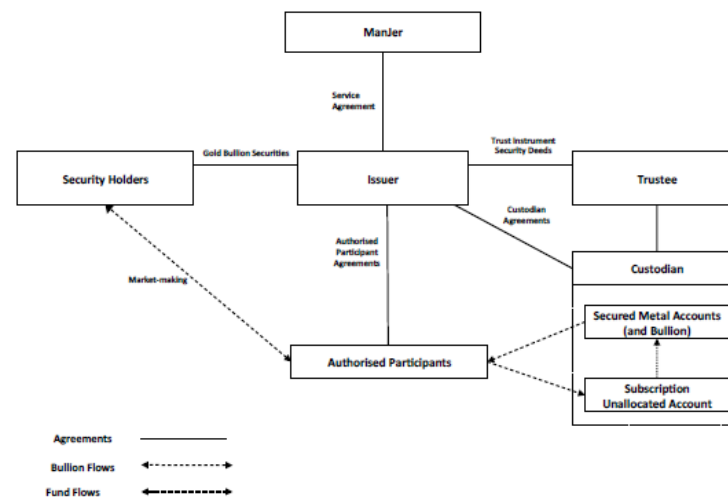 ManJer
Service
Agreement
Gold Bullion Securities
Trust Instrument
Security Deeds
Security Holders
Issuer
Trustee
Custodian
Agreements
Authorised
Participant
Agreements
Custodian
Market-making
Secured Metal Accounts
(and Bullion)
Authorised Participants
Subscription
Unallocated Account
Agreements
Bullion Flows
Fund Flows